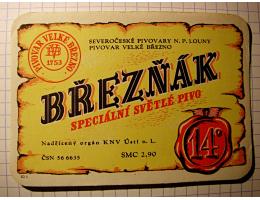 PIVOVAR VELKÉ BŘEZNO
1753
SEVEROČESKÉ PIVOVARY N. P. LOUNY
PIVOVAR VELKÉ BŘEZNO
BŘEZŇÁK
SPECIÁLNÍ SVĚTLÉ PIVO
14°
Nadřízený orgán KNV Ústí n. L.
ČSN 56 6635
SMC 2,90